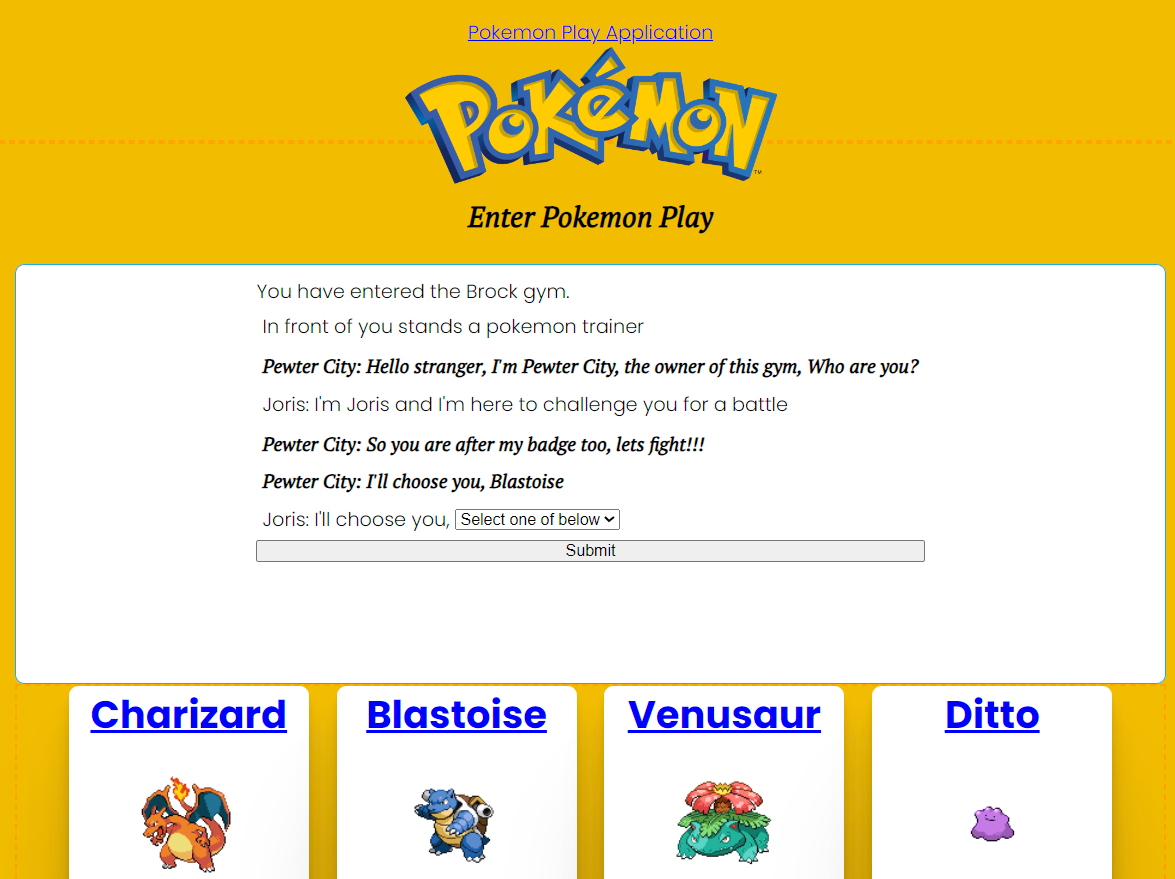 Pokemon Play Application
POKéMON
TM
Enter Pokemon Play
You have entered the Brock gym.
In front of you stands a pokemon trainer
Pewter City: Hello stranger, I'm Pewter City, the owner of this gym, Who are you?
Joris: I'm Joris and I'm here to challenge you for a battle
Pewter City: So you are after my badge too, lets fight!!!
Pewter City: I'll choose you, Blastoise
Joris: I'll choose you, Select one of below
Submit
Charizard Blastoise Venusaur Ditto